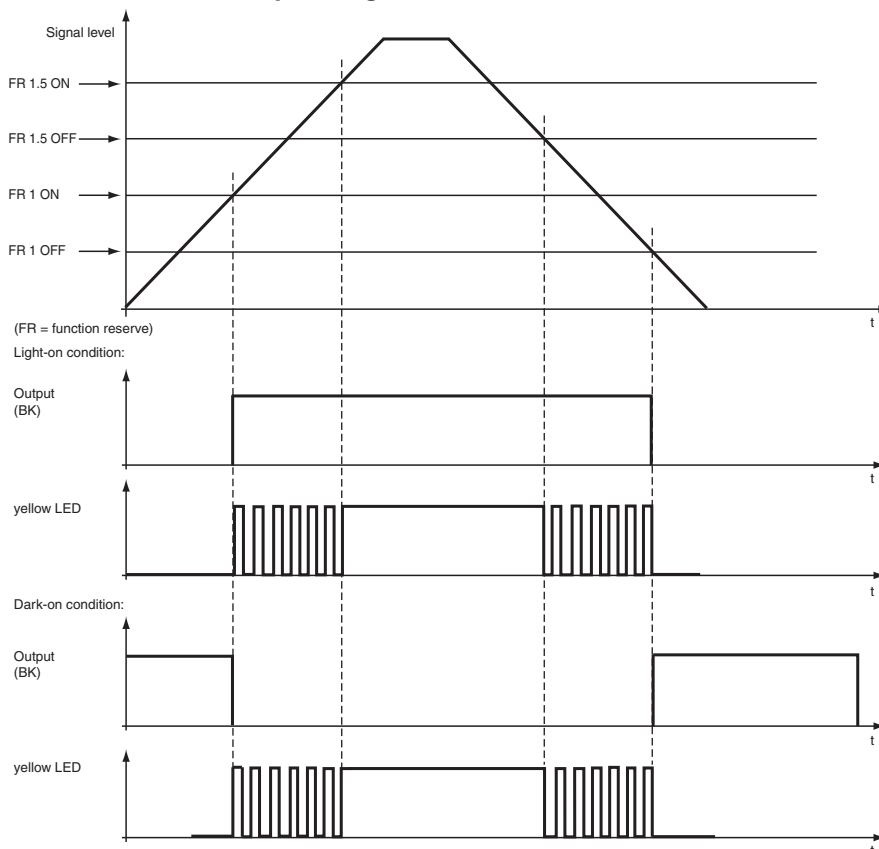 Signal level
FR 1.5 ON
FR 1.5 OFF
FR 1 ON
FR 1 OFF
t
(FR = function reserve)
Light-on condition:
Output
(BK)
t
yellow LED
t
Dark-on condition:
Output
(BK)
t
yellow LED
t